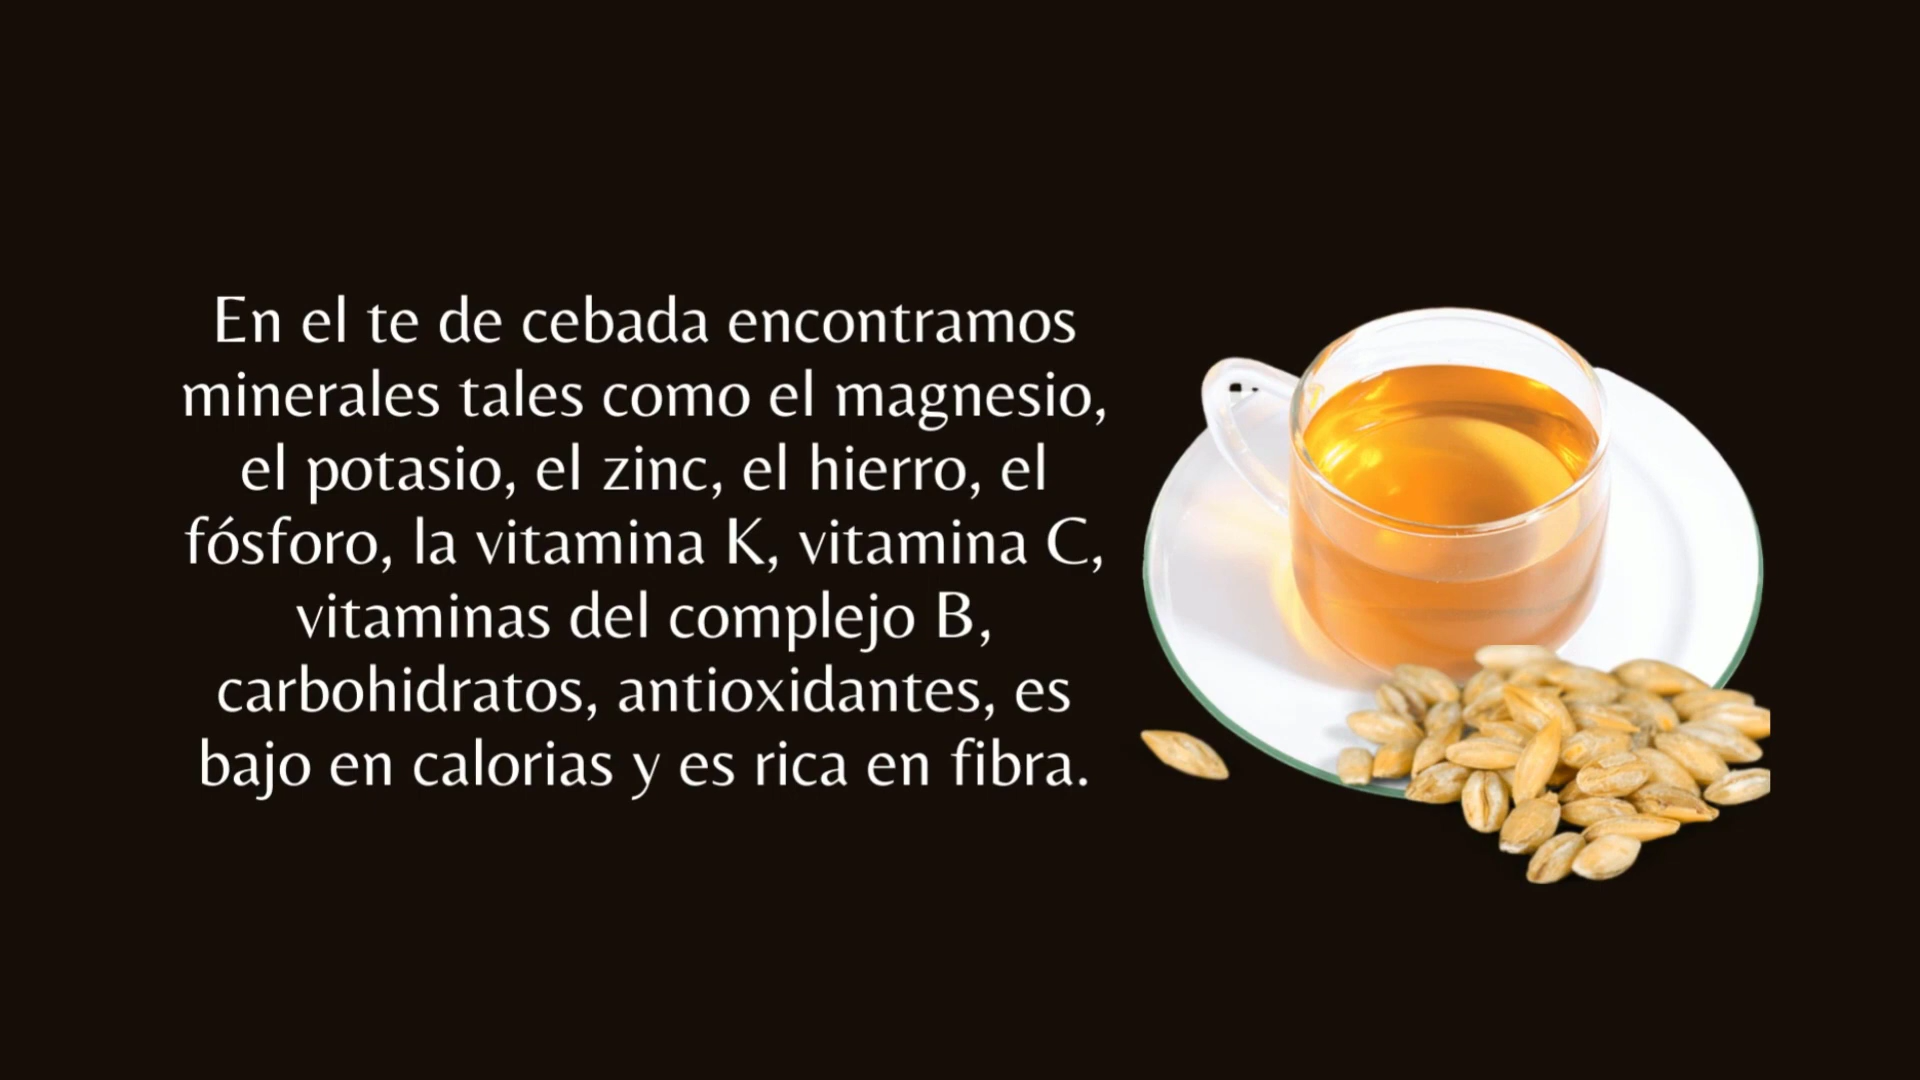 En el te de cebada encontramos
minerales tales como el magnesio,
el potasio, el zinc, el hierro, el
fósforo, la vitamina K, vitamina C,
vitaminas del complejo B,
carbohidratos, antioxidantes, es
bajo en calorias y es rica en fibra.